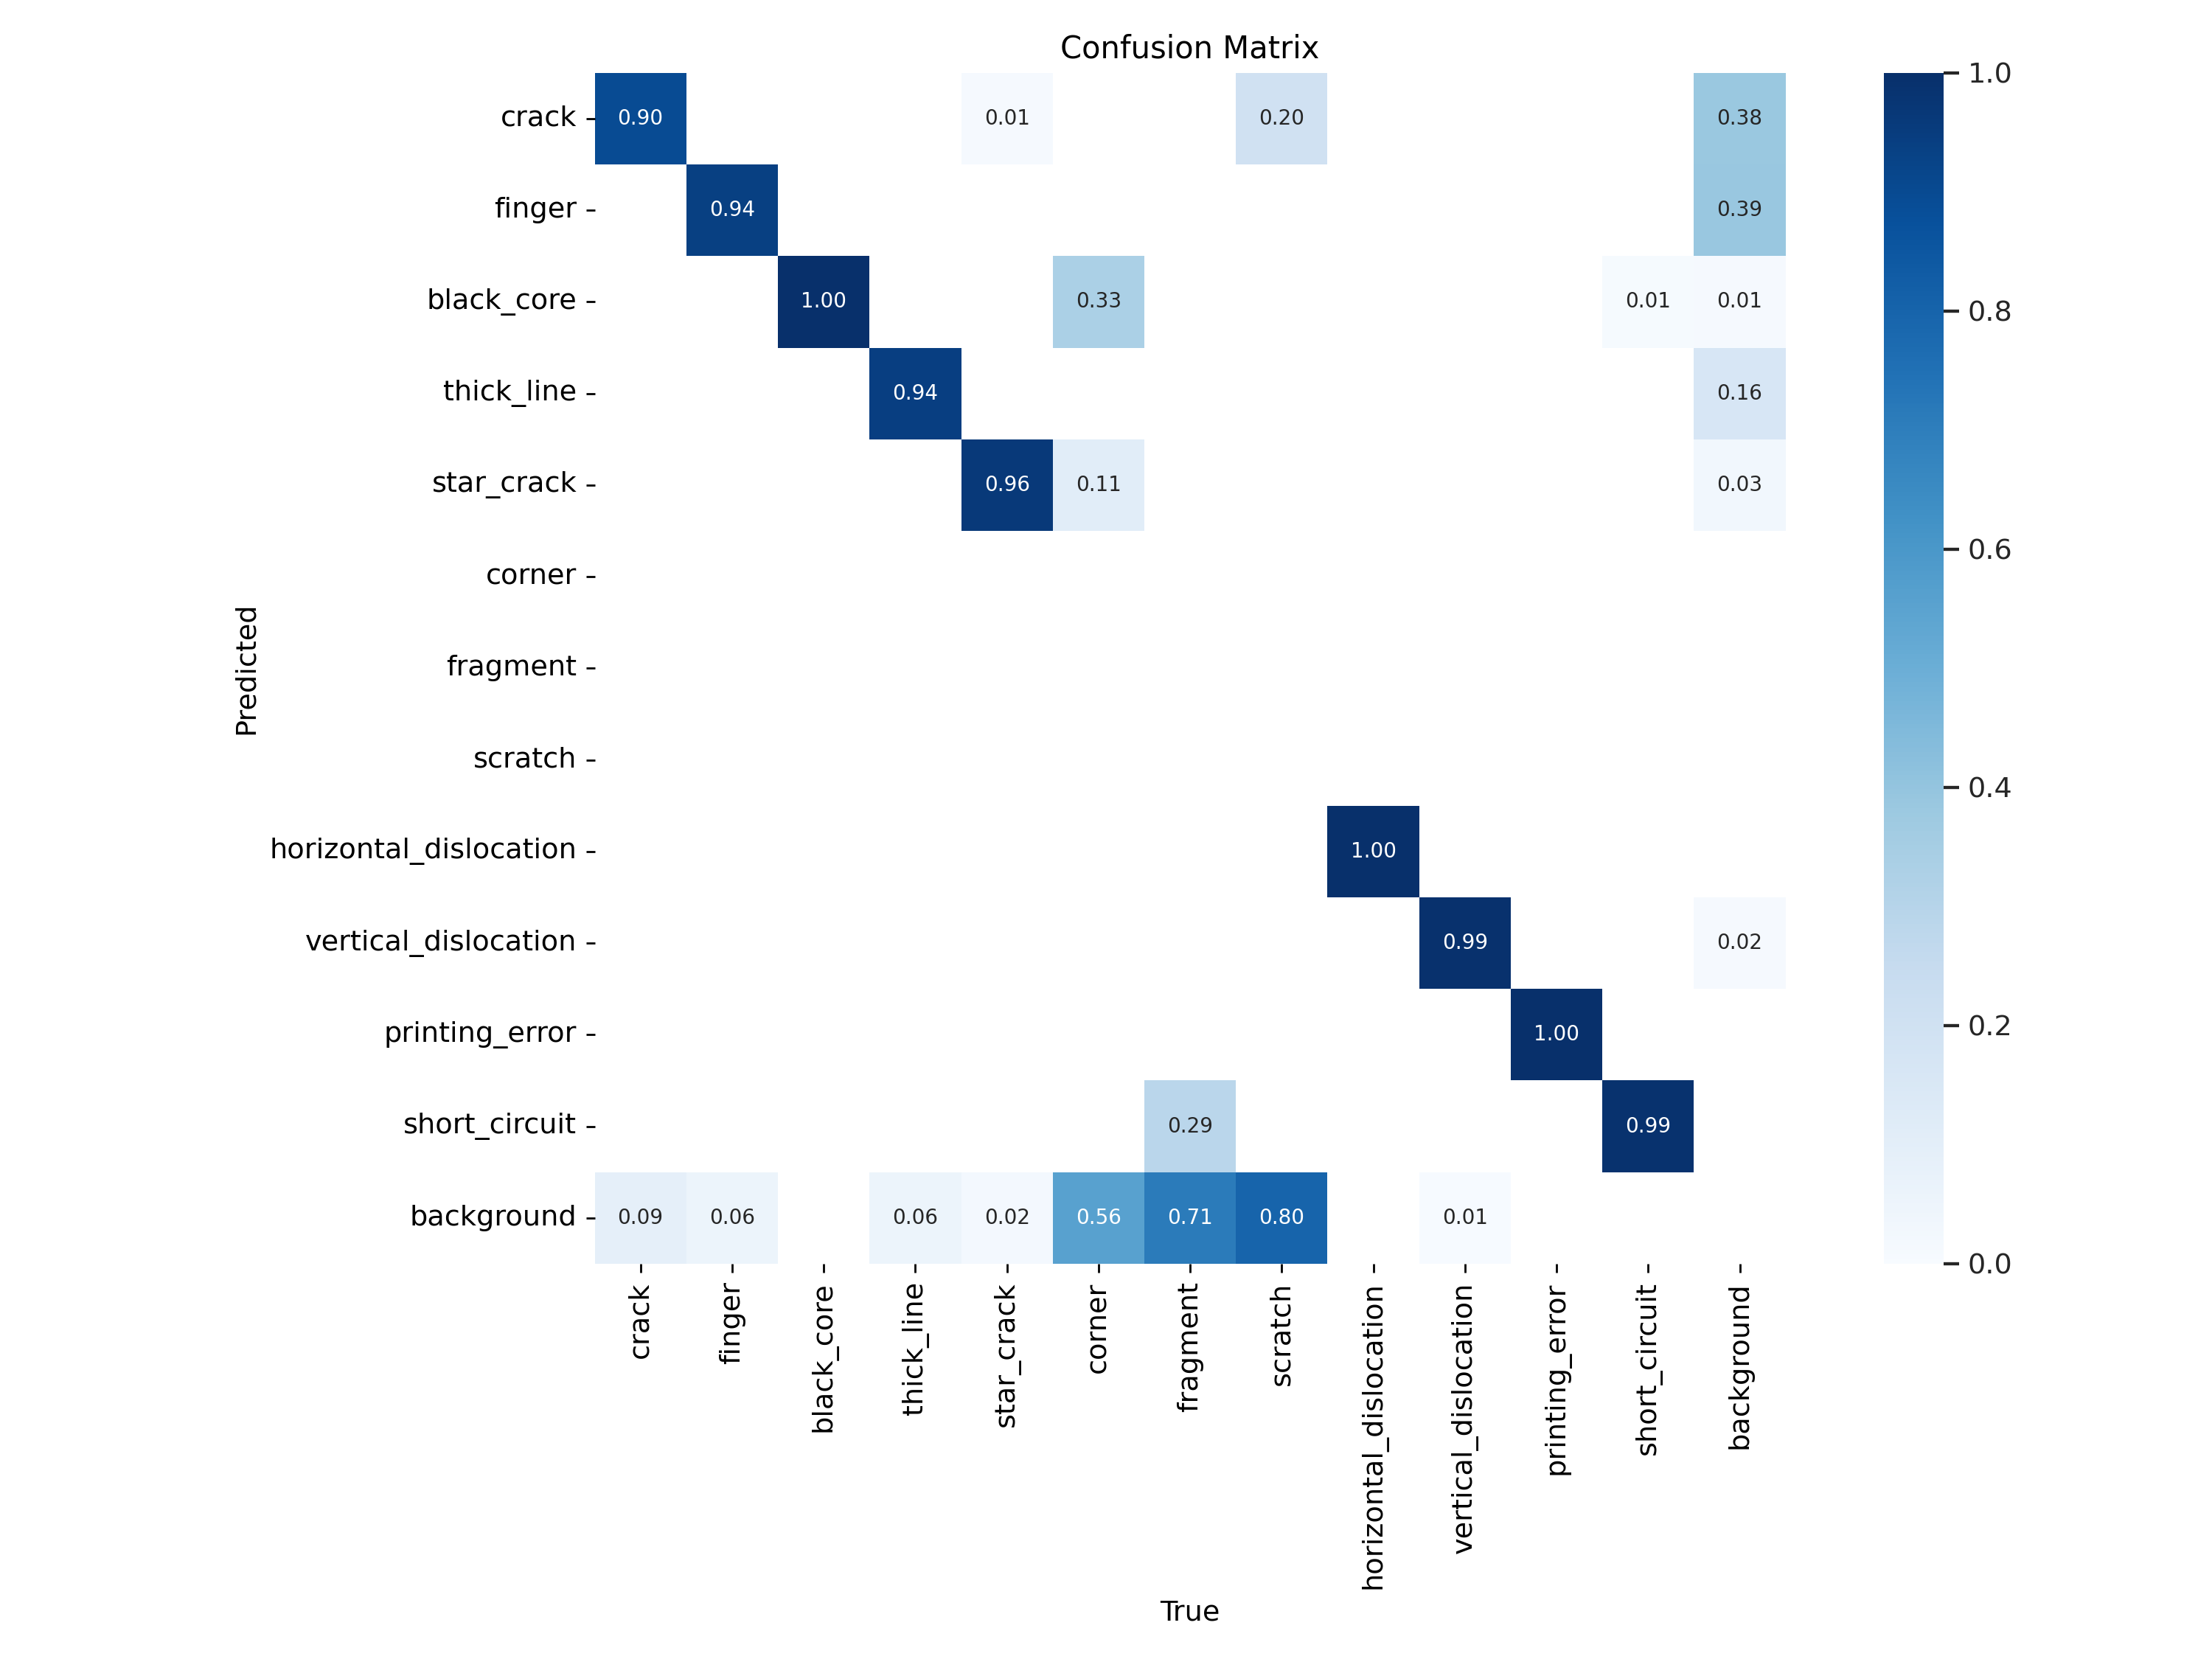 Confusion Matrix
crack 0.90 0.01 0.20 0.38
finger 0.94 0.39
black_core 1.00 0.33 0.01 0.01
thick_line 0.94 0.16
star_crack 0.96 0.11 0.03
corner
fragment
scratch
horizontal_dislocation 1.00
vertical_dislocation 0.99 0.02
printing_error 1.00
short_circuit 0.29 0.99
background 0.09 0.06 0.06 0.02 0.56 0.71 0.80 0.01
Predicted
crack
finger
black_core
thick_line
star_crack
corner
fragment
scratch
horizontal_dislocation
vertical_dislocation
printing_error
short_circuit
background
True
1.0
0.8
0.6
0.4
0.2
0.0